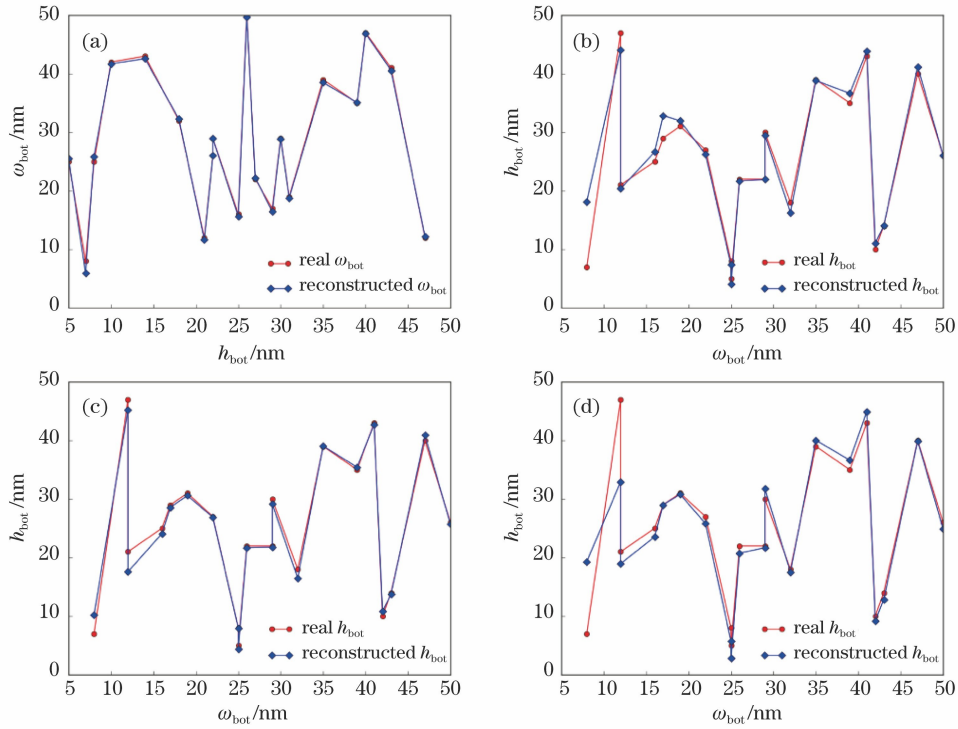 50
(a)
40
30
20
10
0
ω_bot /nm
real ω_bot
reconstructed ω_bot
5 10 15 20 25 30 35 40 45 50
h_bot /nm
50
(b)
40
30
20
10
0
h_bot /nm
real h_bot
reconstructed h_bot
5 10 15 20 25 30 35 40 45 50
ω_bot /nm
50
(c)
40
30
20
10
0
h_bot /nm
real h_bot
reconstructed h_bot
5 10 15 20 25 30 35 40 45 50
ω_bot /nm
50
(d)
40
30
20
10
0
h_bot /nm
real h_bot
reconstructed h_bot
5 10 15 20 25 30 35 40 45 50
ω_bot /nm